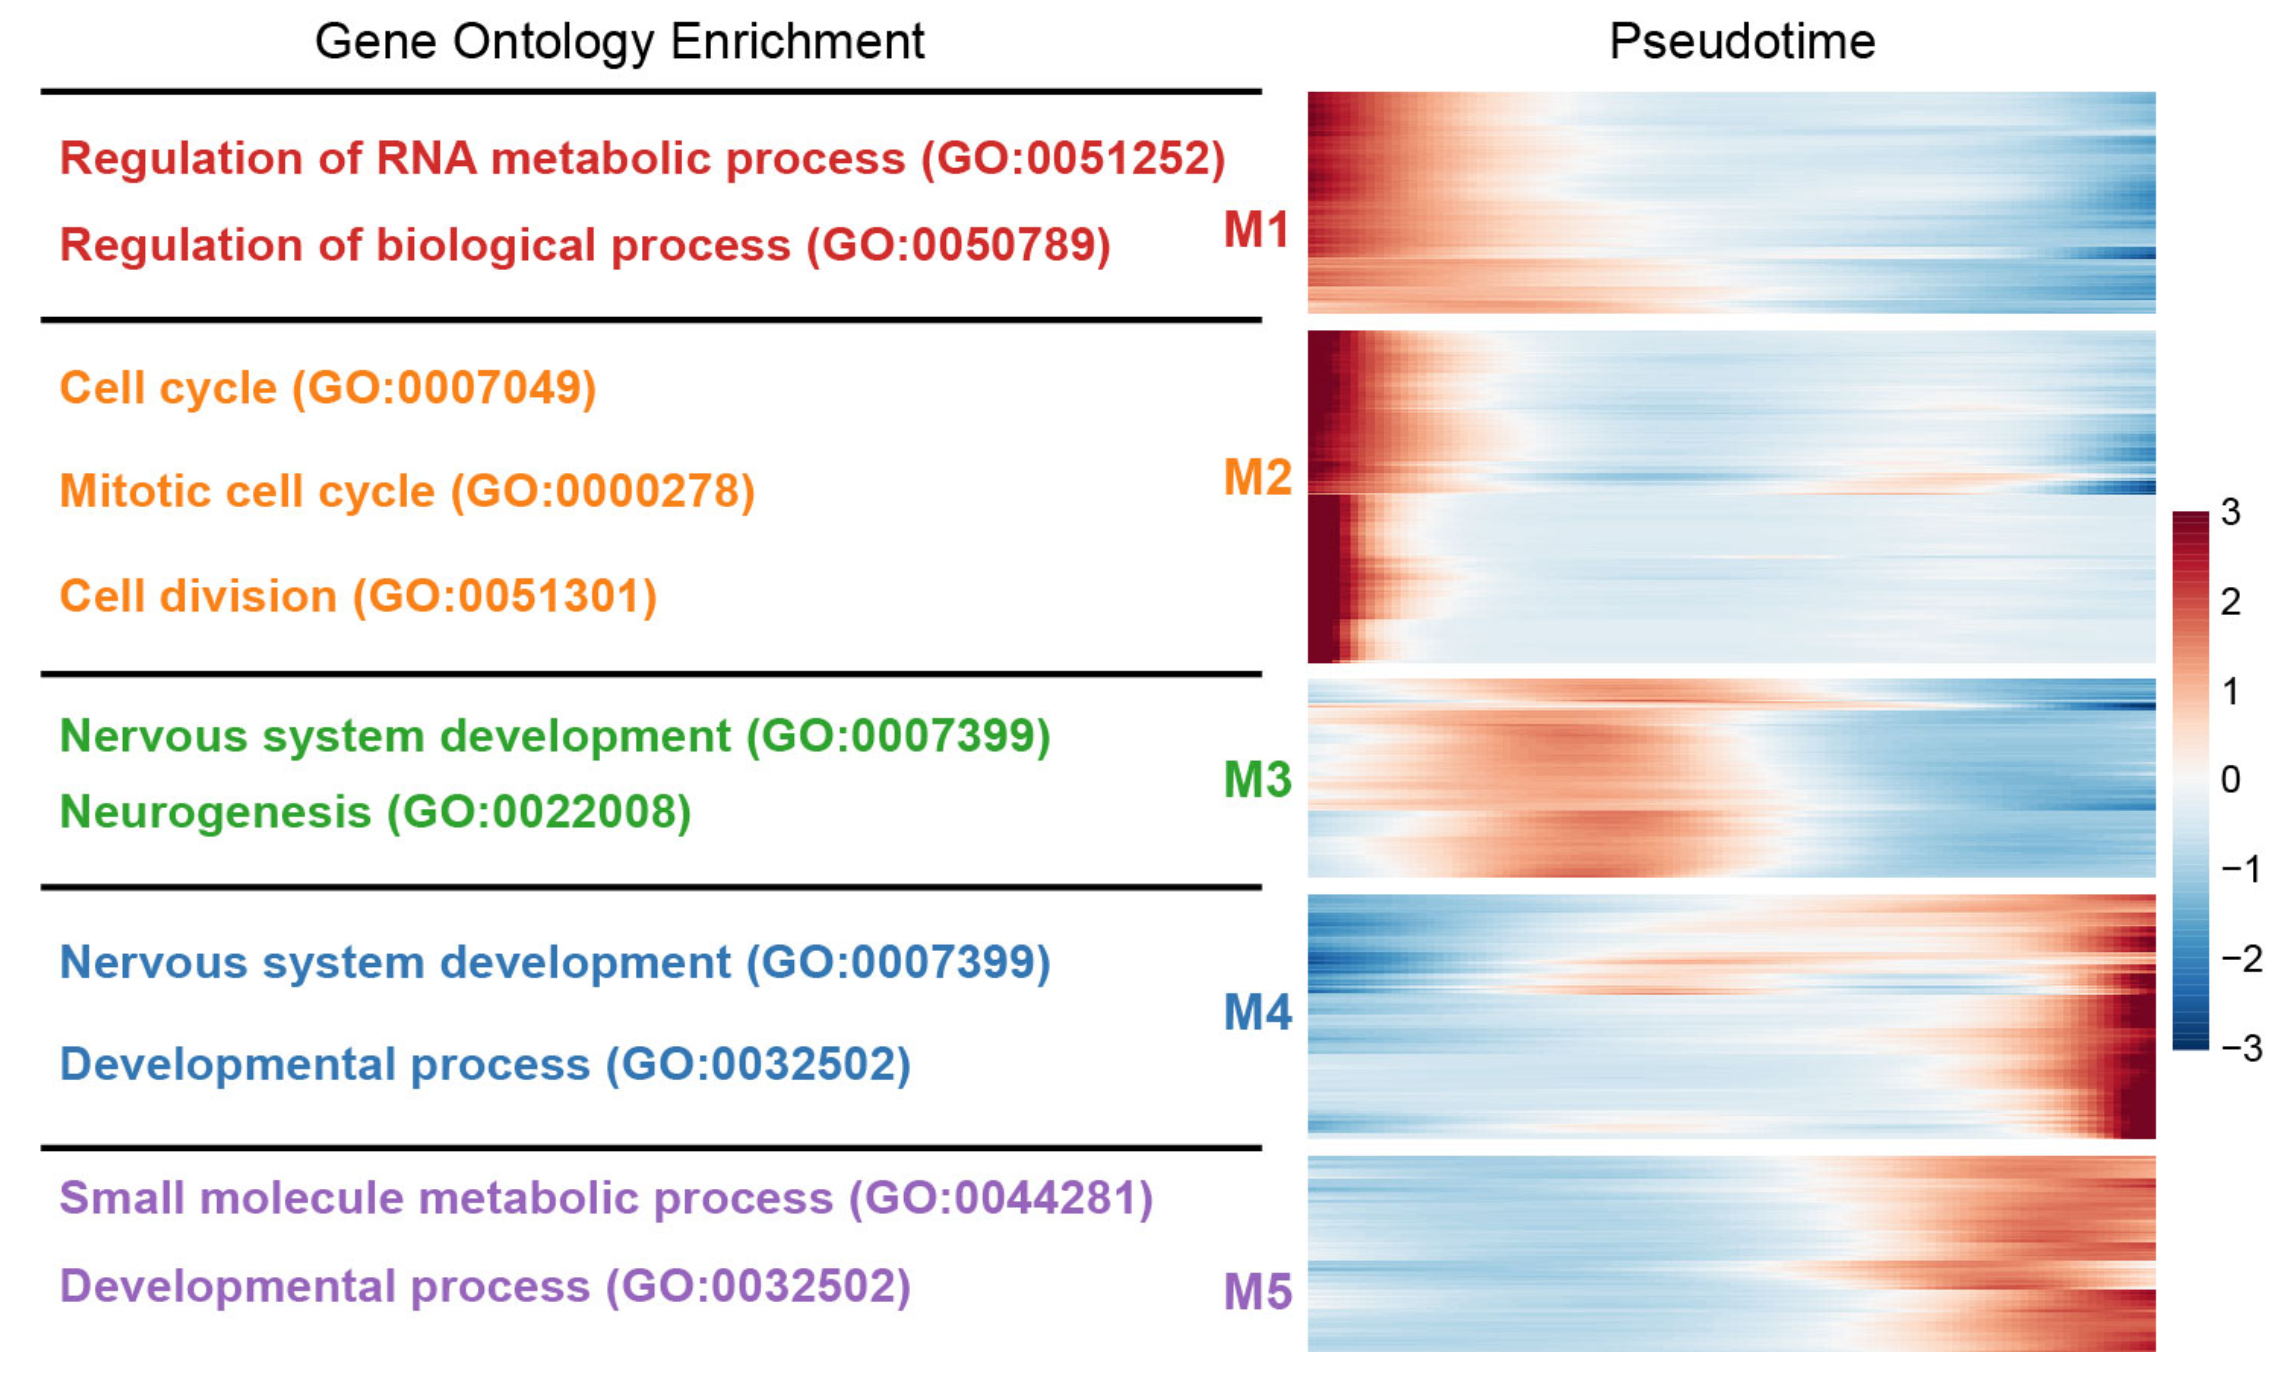 Gene Ontology Enrichment
Pseudotime
Regulation of RNA metabolic process (GO:0051252)
Regulation of biological process (GO:0050789)
M1
Cell cycle (GO:0007049)
Mitotic cell cycle (GO:0000278)
Cell division (GO:0051301)
M2
Nervous system development (GO:0007399)
Neurogenesis (GO:0022008)
M3
Nervous system development (GO:0007399)
Developmental process (GO:0032502)
M4
Small molecule metabolic process (GO:0044281)
Developmental process (GO:0032502)
M5
3
2
1
0
−1
−2
−3